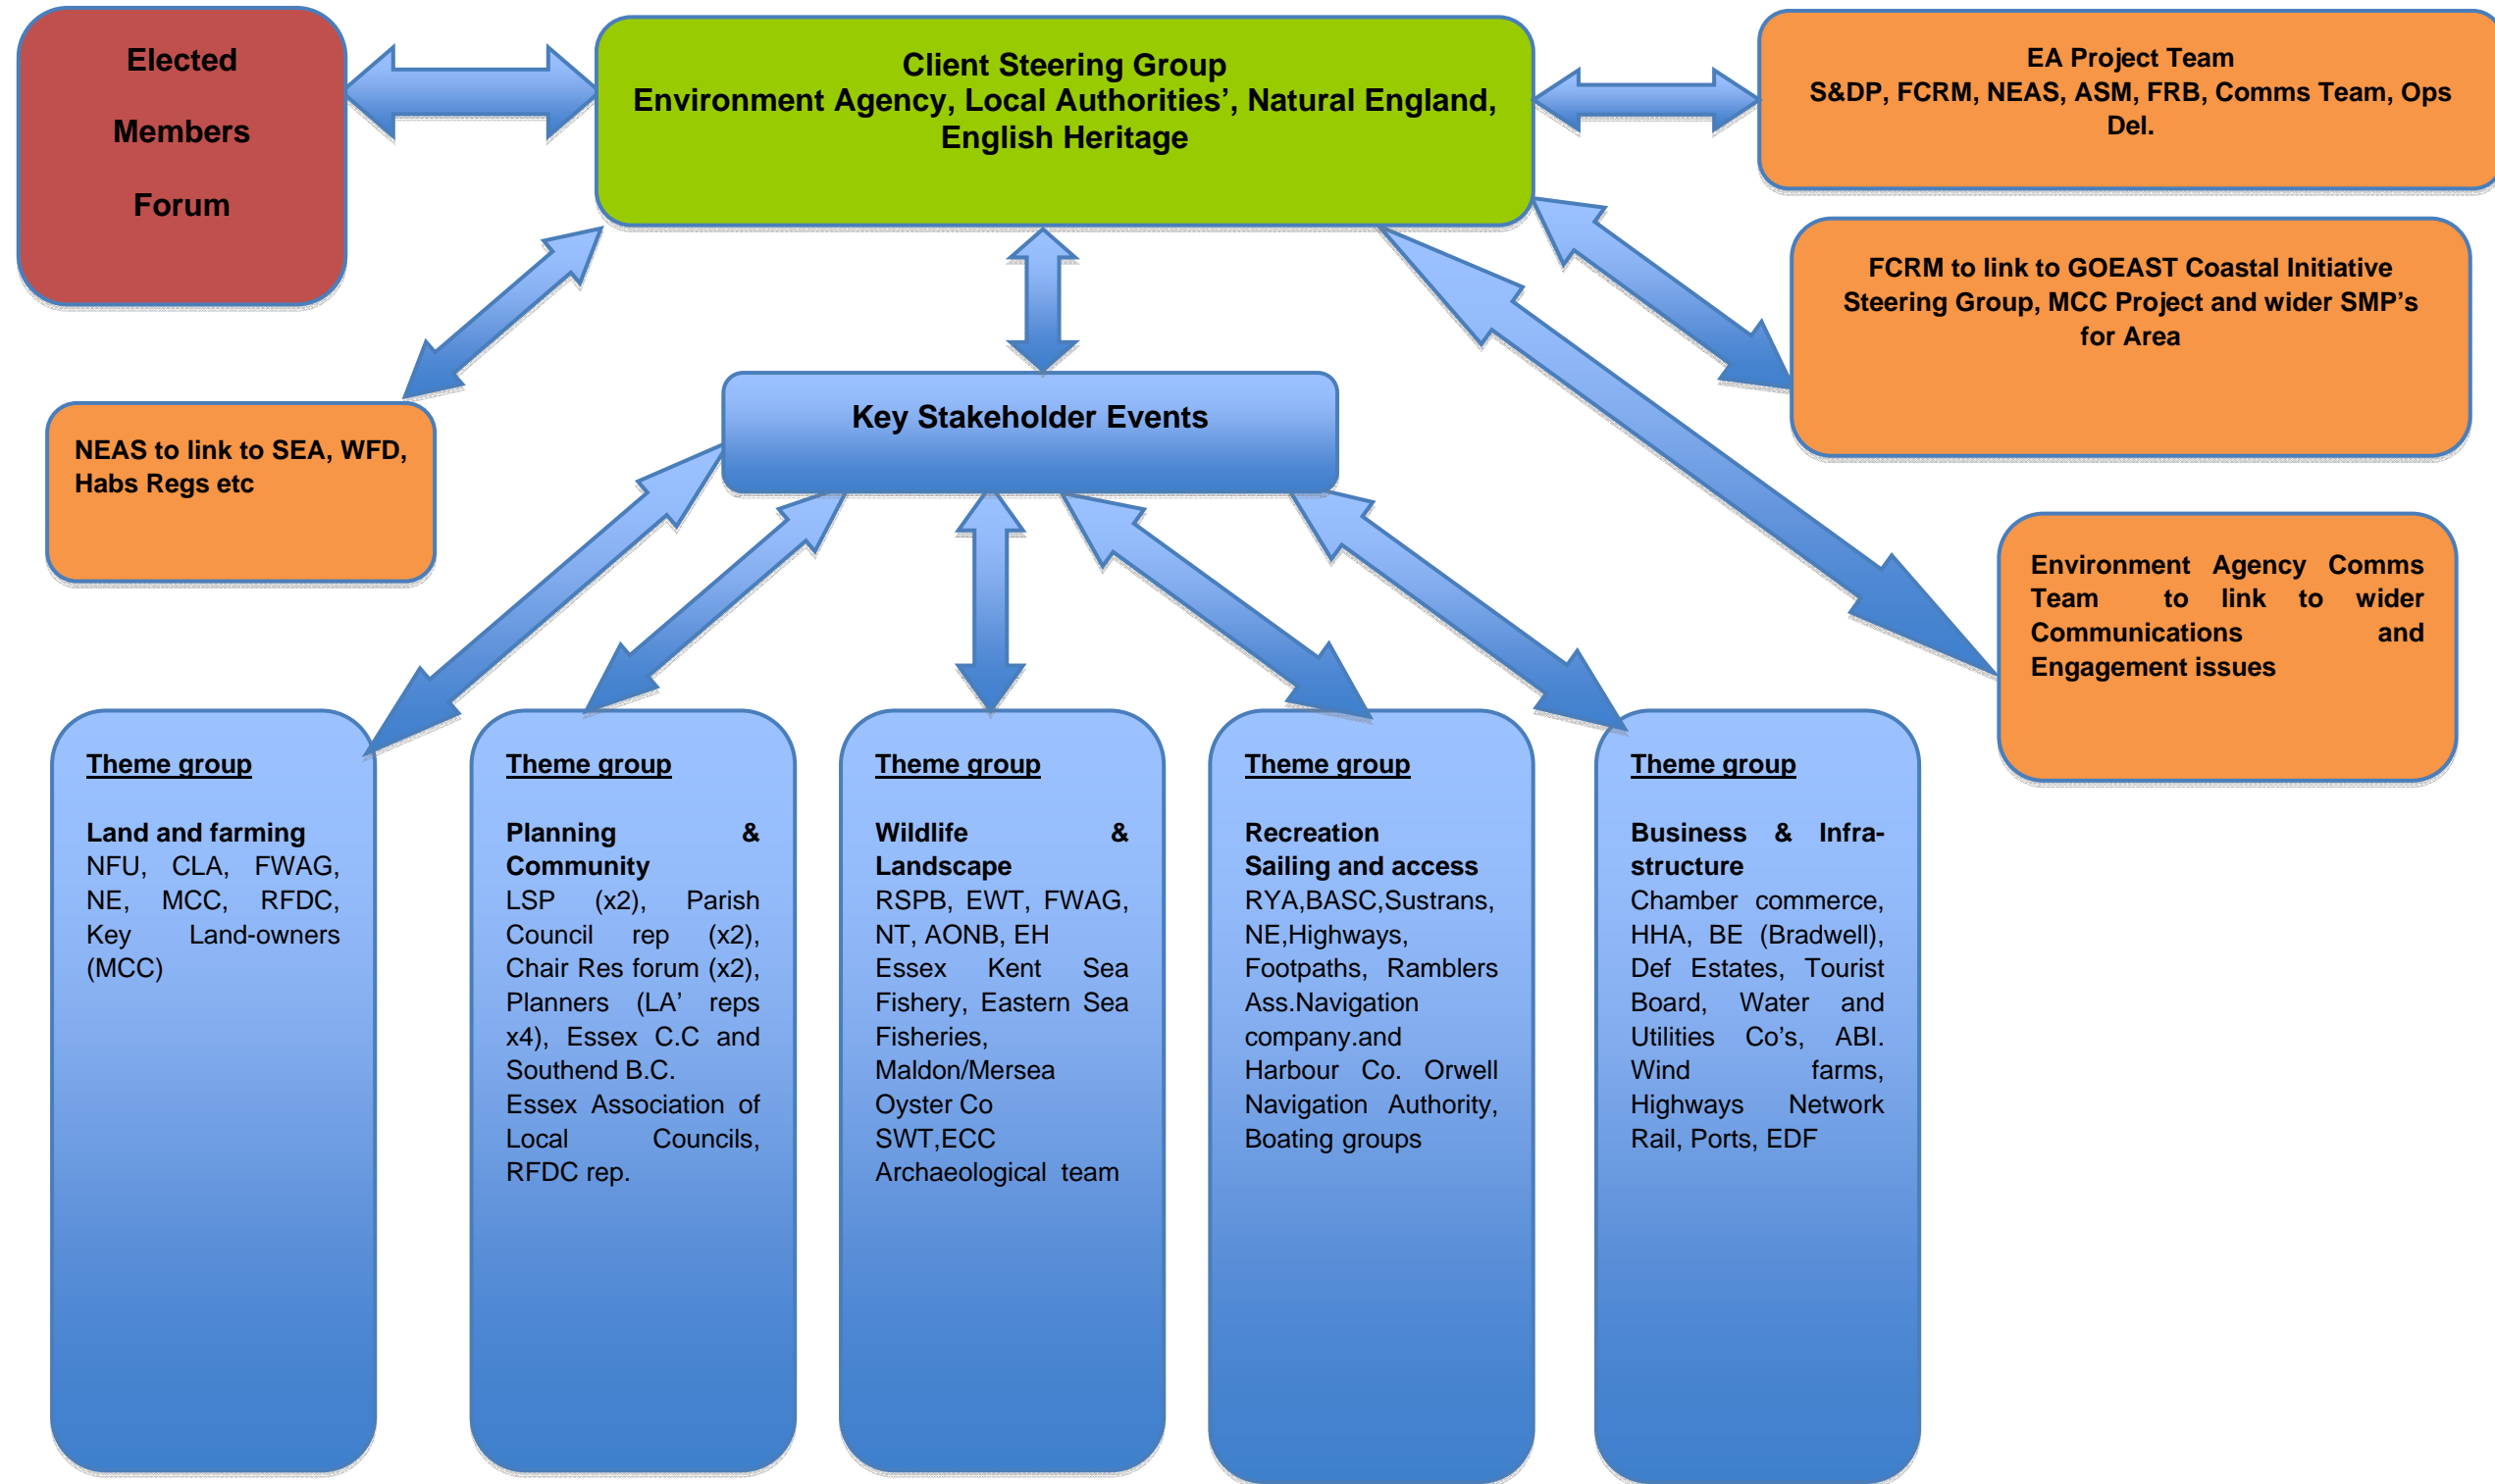 Elected
Members
Forum
Client Steering Group
Environment Agency, Local Authorities’, Natural England,
English Heritage
EA Project Team
S&DP, FCRM, NEAS, ASM, FRB, Comms Team, Ops
Del.
FCRM to link to GOEAST Coastal Initiative
Steering Group, MCC Project and wider SMP’s
for Area
Key Stakeholder Events
NEAS to link to SEA, WFD,
Habs Regs etc
Environment Agency Comms
Team to link to wider
Communications and
Engagement issues
Theme group
Land and farming
NFU, CLA, FWAG,
NE, MCC, RFDC,
Key Land-owners
(MCC)
Theme group
Planning &
Community
LSP (x2), Parish
Council rep (x2),
Chair Res forum (x2),
Planners (LA’ reps
x4), Essex C.C and
Southend B.C.
Essex Association of
Local Councils,
RFDC rep.
Theme group
Wildlife &
Landscape
RSPB, EWT, FWAG,
NT, AONB, EH
Essex Kent Sea
Fishery, Eastern Sea
Fisheries,
Maldon/Mersea
Oyster Co
SWT,ECC
Archaeological team
Theme group
Recreation
Sailing and access
RYA,BASC,Sustrans,
NE,Highways,
Footpaths, Ramblers
Ass.Navigation
company.and
Harbour Co. Orwell
Navigation Authority,
Boating groups
Theme group
Business & Infra-
structure
Chamber commerce,
HHA, BE (Bradwell),
Def Estates, Tourist
Board, Water and
Utilities Co’s, ABI.
Wind farms,
Highways Network
Rail, Ports, EDF